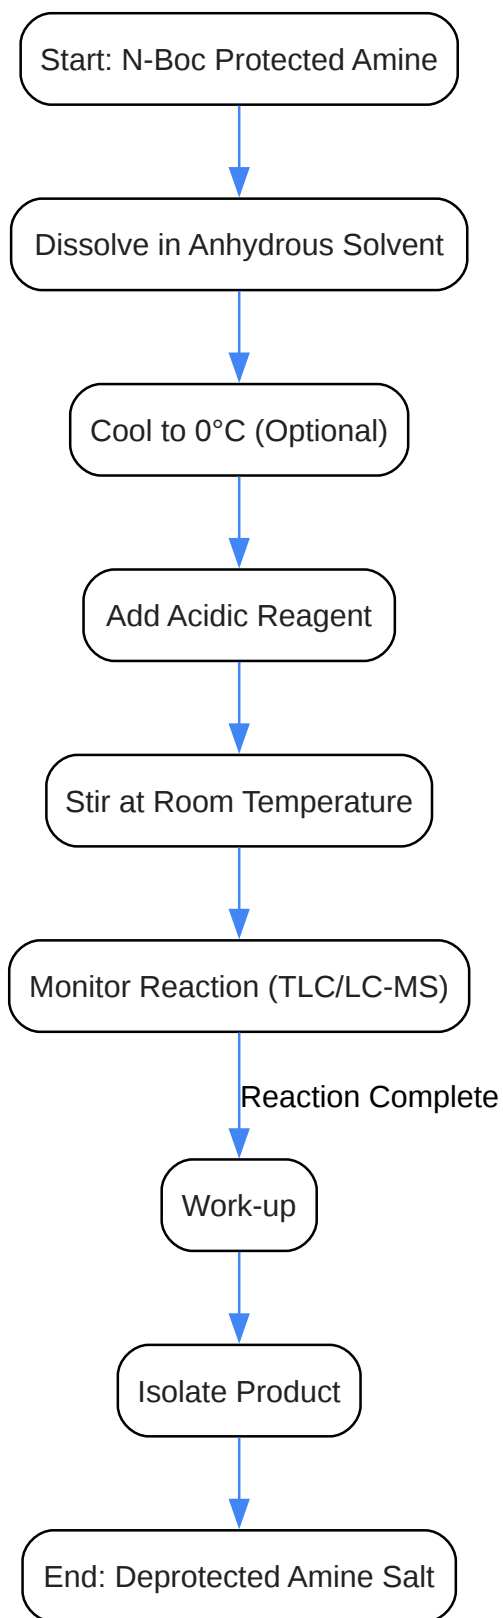 Start: N-Boc Protected Amine
Dissolve in Anhydrous Solvent
Cool to 0°C (Optional)
Add Acidic Reagent
Stir at Room Temperature
Monitor Reaction (TLC/LC-MS)
Reaction Complete
Work-up
Isolate Product
End: Deprotected Amine Salt